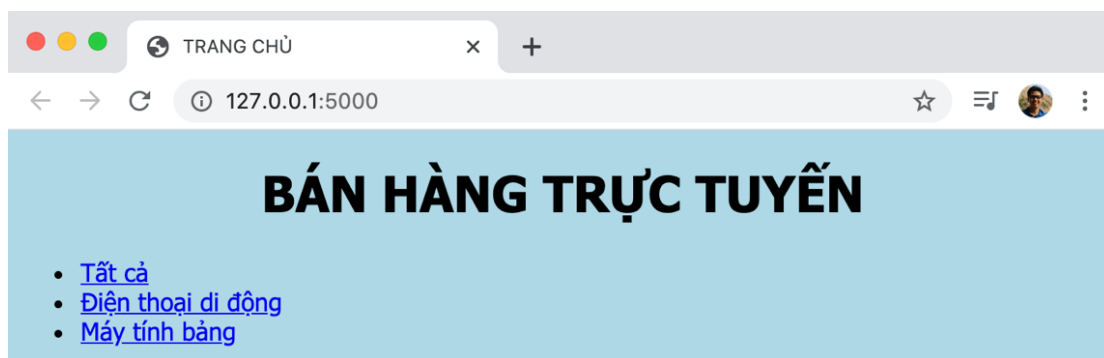 TRANG CHỦ
127.0.0.1:5000
BÁN HÀNG TRỰC TUYẾN
Tất cả
Điện thoại di động
Máy tính bảng